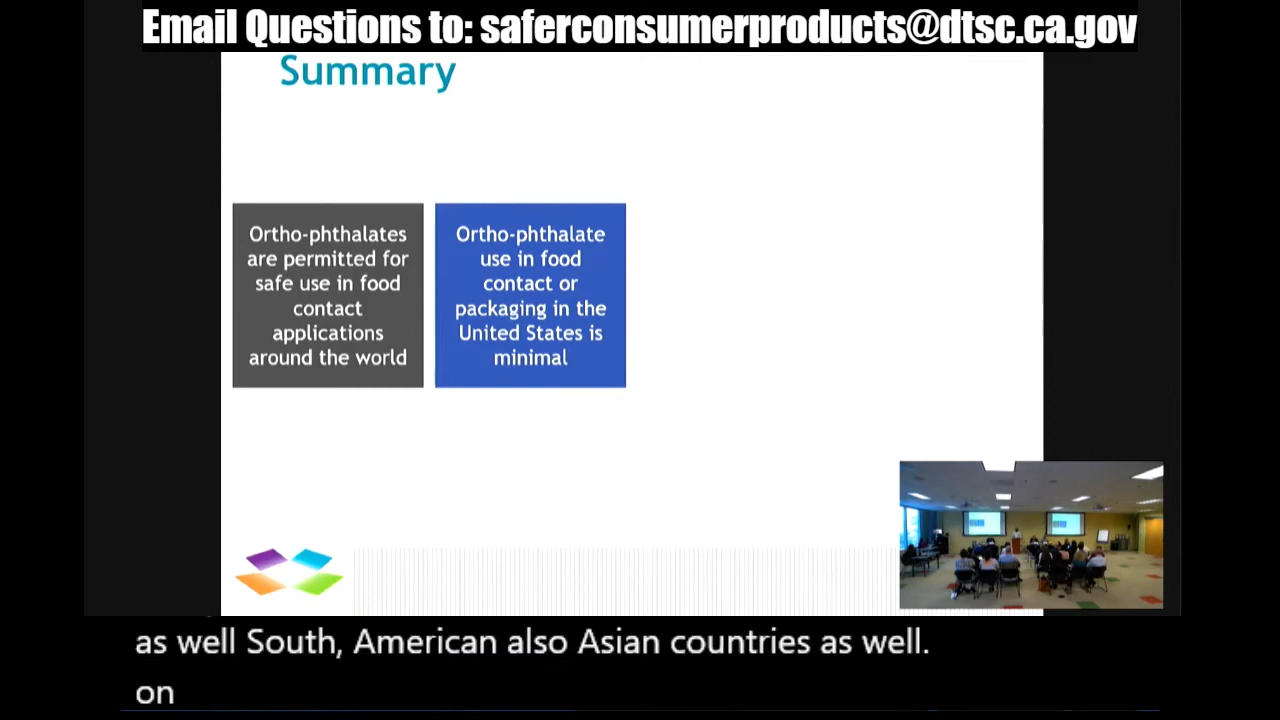 Email Questions to: saferconsumerproducts@dtsc.ca.gov
Summary
Ortho-phthalates
are permitted for
safe use in food
contact
applications
around the world
Ortho-phthalate
use in food
contact or
packaging in the
United States is
minimal
as well South, American also Asian countries as well.
on